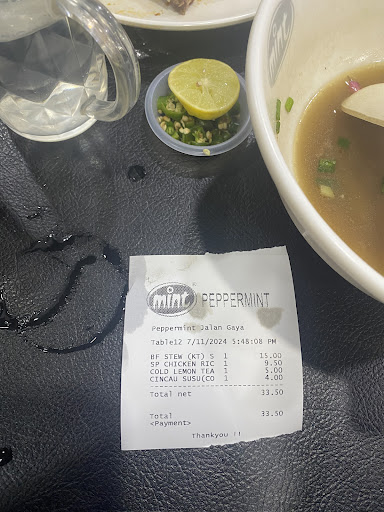 mint
mint PEPPERMINT
Peppermint Jalan Gaya
Table12 7/11/2024 5:48:08 PM
BF STEW (KT) S 1 15.00
SP CHICKEN RIC 1 9.50
COLD LEMON TEA 1 5.00
CINCAU SUSU(CO 1 4.00
Total net 33.50
Total 33.50
<Payment>
thankyou !!